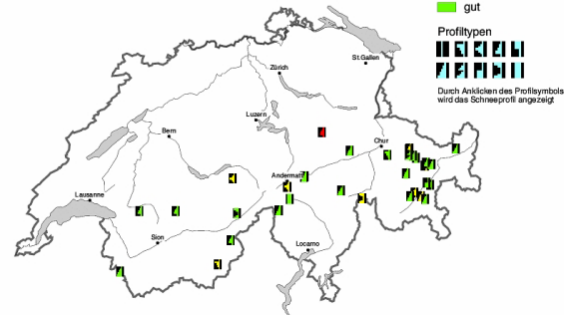 gut
Profiltypen
Durch Anklicken des Profilsymbols
wird das Schneeprofil angezeigt
St.Gallen
Zürich
Luzern
Bern
Chur
Andermatt
Lausanne
Sion
Locarno